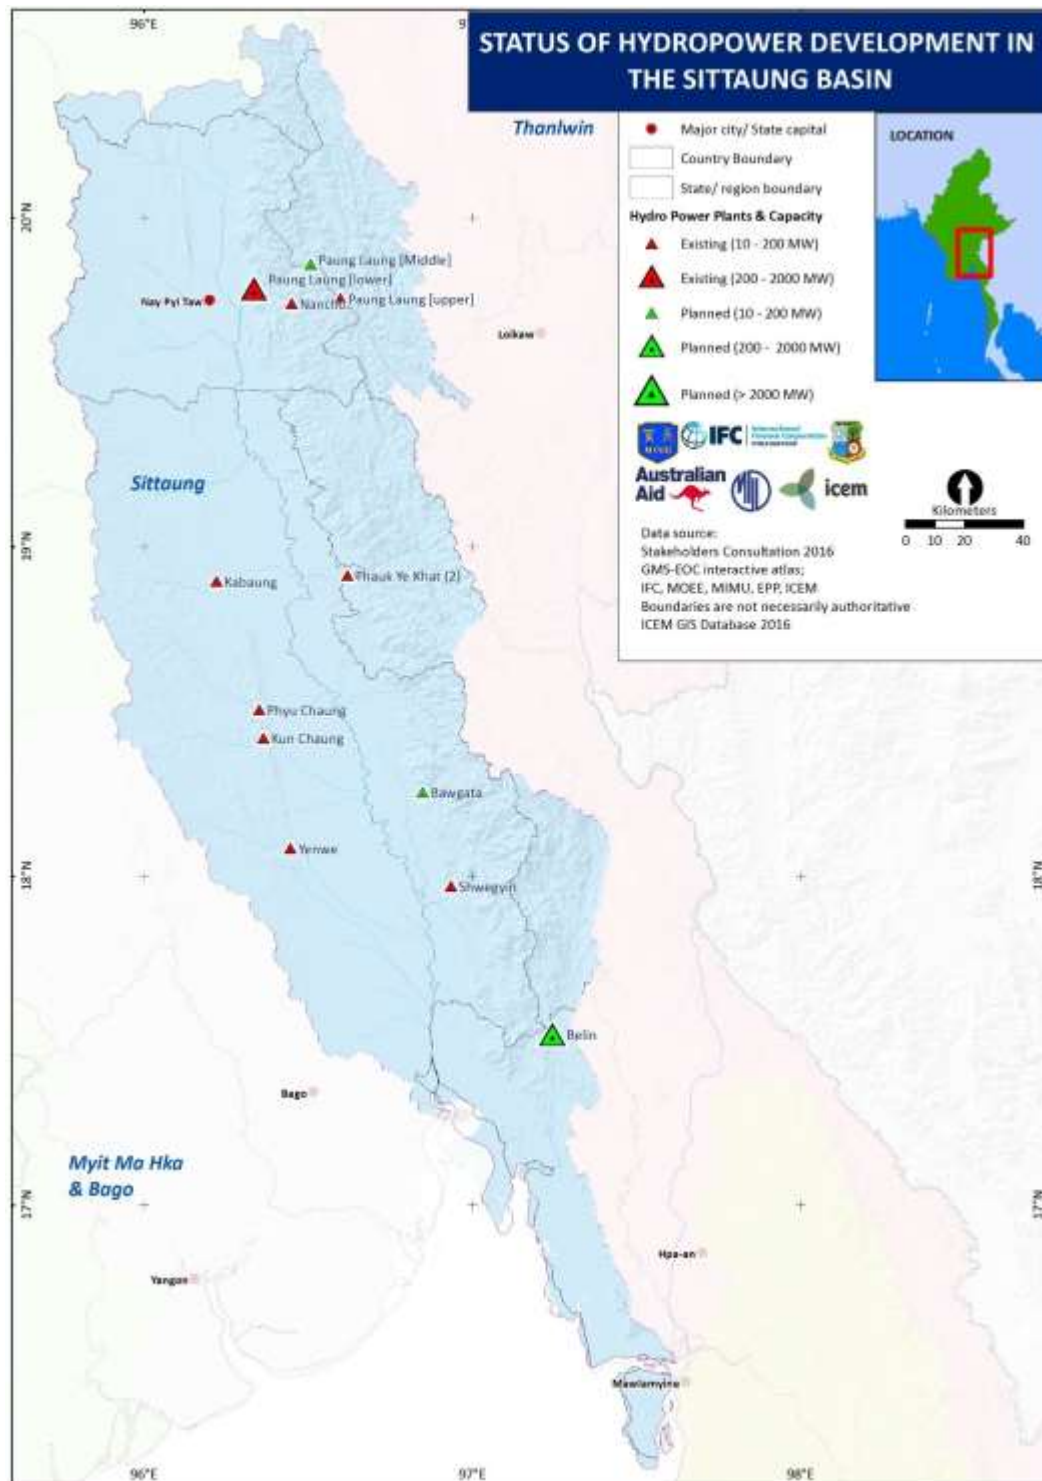 96°E
STATUS OF HYDROPOWER DEVELOPMENT IN
THE SITTAUNG BASIN
Thanlwin
Major city/ State capital
Country Boundary
State/ region boundary
Hydro Power Plants & Capacity
Existing (10 - 200 MW)
Existing (200 - 2000 MW)
Planned (10 - 200 MW)
Planned (200 - 2000 MW)
Planned (> 2000 MW)
LOCATION
IFC
Australian
Aid
icem
Kilometers
0 10 20 40
Data source:
Stakeholders Consultation 2016
GMS-EOC interactive atlas;
IFC, MOEE, MIMU, EPP, ICEM
Boundaries are not necessarily authoritative
ICEM GIS Database 2016
20°N
Paung Laung [Middle]
Paung Laung [lower]
Nay Pyi Taw
Nancho
Paung Laung [upper]
Loikaw
Sittaung
19°N
Kabaung
Phauk Ye Khat (2)
Phyu Chaung
Kun Chaung
Bawgata
Yenwe
18°N
18°N
Shwegyin
Belin
Bago
Myit Ma Hka
& Bago
17°N
17°N
Hpa-an
Yangon
Mawlamyine
96°E
97°E
98°E